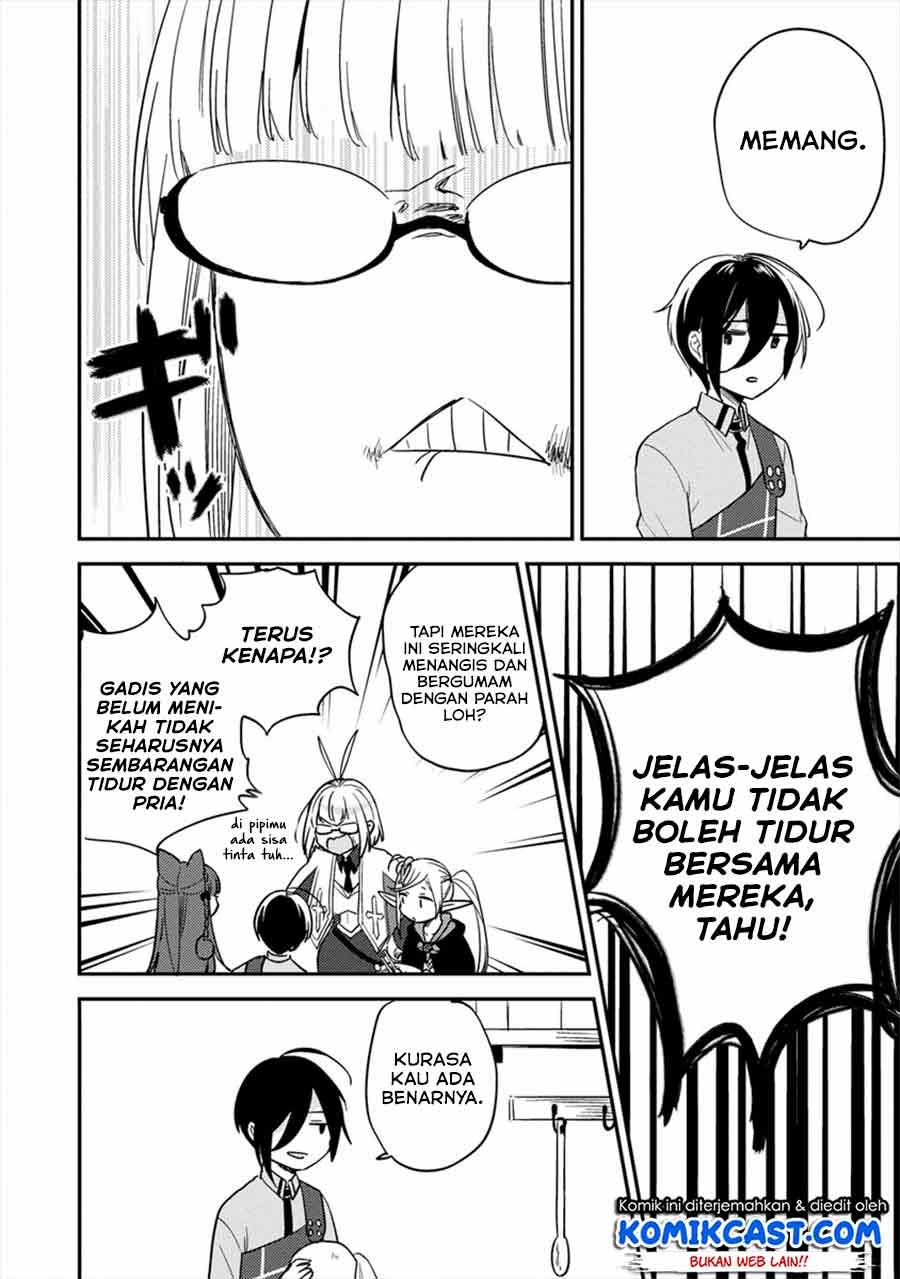 MEMANG.
ギ
JELAS-JELAS
KAMU TIDAK
BOLEH TIDUR
BERSAMA
MEREKA,
TAHU!
TAPI MEREKA
INI SERINGKALI
MENANGIS DAN
BERGUMAM
DENGAN PARAH
LOH?
TERUS
KENAPA!?
GADIS YANG
BELUM MENI-
KAH TIDAK
SEHARUSNYA
SEMBARANGAN
TIDUR DENGAN
PRIA!
di pipimu
ada sisa
tinta tuh...
KURASA
KAU ADA
BENARNYA.
Komik ini diterjemahkan & diedit oleh
KOMIKCAST.COM
BUKAN WEB LAIN!!